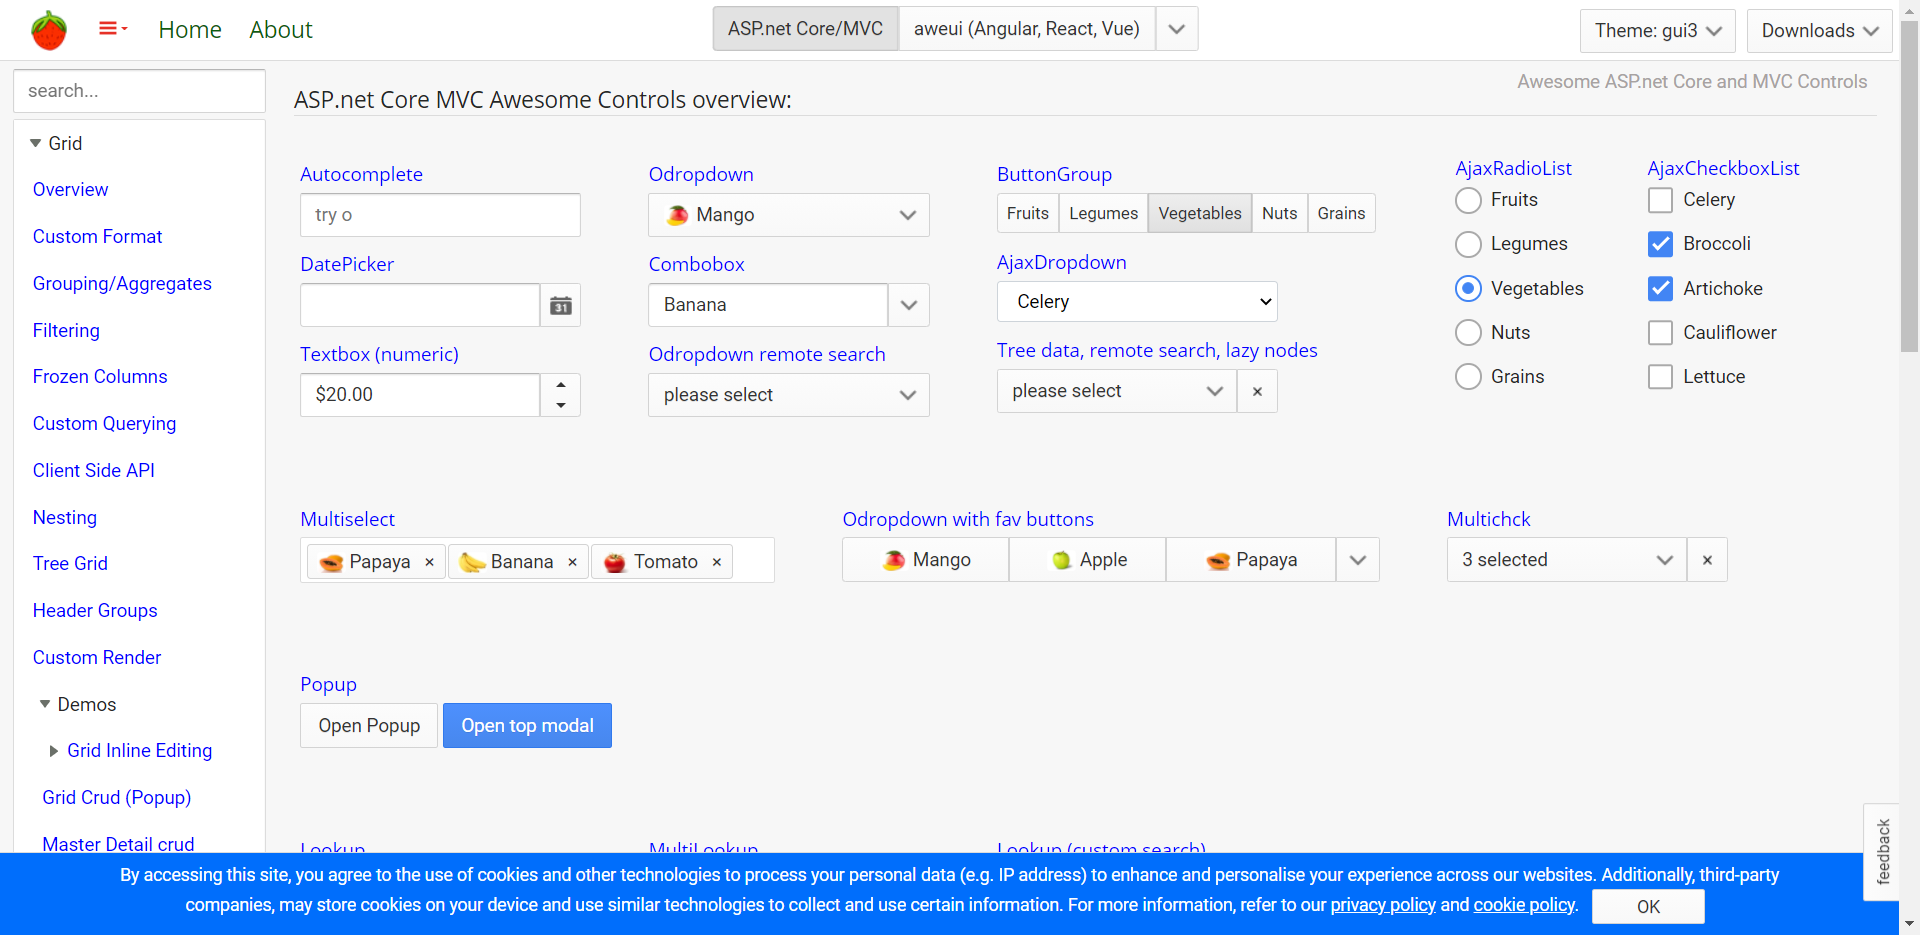 Home
About
ASP.net Core/MVC
aweui (Angular, React, Vue)
Theme: gui3
Downloads
search...
Awesome ASP.net Core and MVC Controls
ASP.net Core MVC Awesome Controls overview:
Grid
Overview
Custom Format
Grouping/Aggregates
Filtering
Frozen Columns
Custom Querying
Client Side API
Nesting
Tree Grid
Header Groups
Custom Render
Demos
Grid Inline Editing
Grid Crud (Popup)
Master Detail crud
Autocomplete
try o
DatePicker
31
Textbox (numeric)
$20.00
Odropdown
Mango
Combobox
Banana
Odropdown remote search
please select
ButtonGroup
Fruits
Legumes
Vegetables
Nuts
Grains
AjaxDropdown
Celery
Tree data, remote search, lazy nodes
please select
×
AjaxRadioList
Fruits
Legumes
Vegetables
Nuts
Grains
AjaxCheckboxList
Celery
Broccoli
Artichoke
Cauliflower
Lettuce
Multiselect
Papaya ×
Banana ×
Tomato ×
Odropdown with fav buttons
Mango
Apple
Papaya
Multichck
3 selected
×
Popup
Open Popup
Open top modal
Lookup
MultiLookup
Lookup (custom search)
feedback
By accessing this site, you agree to the use of cookies and other technologies to process your personal data (e.g. IP address) to enhance and personalise your experience across our websites. Additionally, third-party
companies, may store cookies on your device and use similar technologies to collect and use certain information. For more information, refer to our privacy policy and cookie policy.
OK